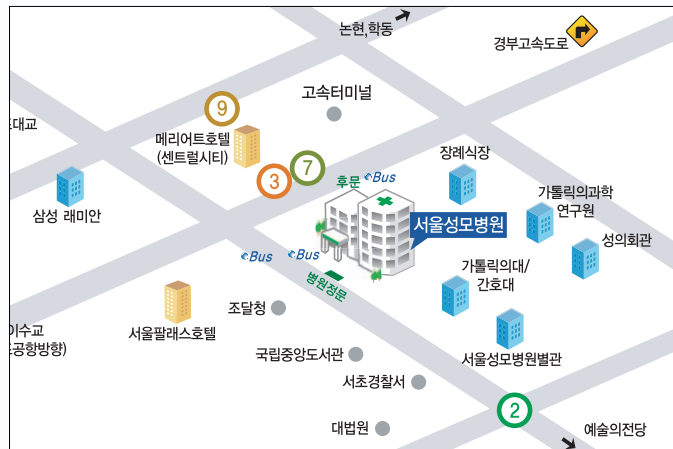 논현,학동
경부고속도로
고속터미널
9
메리어트호텔
(센트럴시티)
장례식장
7
3
후문
Bus
가톨릭의과학
연구원
삼성 래미안
서울성모병원
성의회관
Bus
Bus
병원정문
가톨릭의대/
간호대
조달청
서울팔래스호텔
이수교
공항방향)
국립중앙도서관
서울성모병원별관
서초경찰서
2
대법원
예술의전당
대교